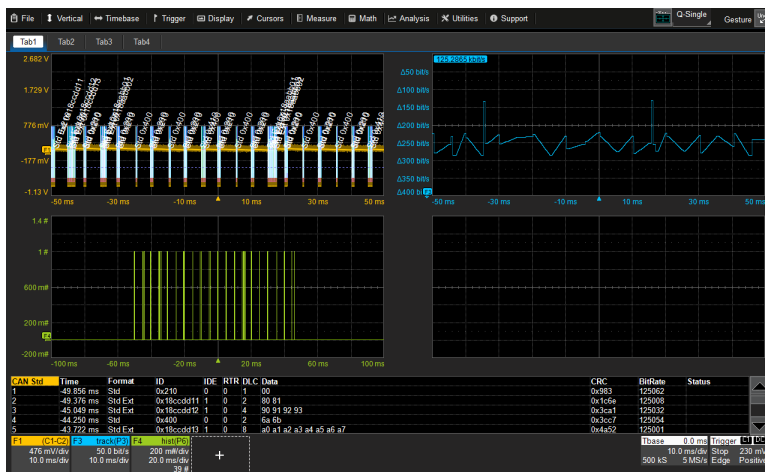 File Vertical Timebase Trigger Display Cursors Measure Math Analysis Utilities Support Q-Single Gesture
Tab1 Tab2 Tab3 Tab4
2.682 V
1.729 V
776 mV
-177 mV
-1.13 V
-50 ms -30 ms -10 ms 10 ms 30 ms 50 ms
Δ50 bit/s
Δ100 bit/s
Δ150 bit/s
Δ200 bit/s
Δ250 bit/s
Δ300 bit/s
Δ350 bit/s
Δ400 bit
-50 ms -30 ms -10 ms 10 ms 30 ms 50 ms
1.4 #
1 #
600 m#
200 m#
-200 m#
-100 ms -60 ms -20 ms 20 ms 60 ms 100 ms
CAN Std Time Format ID IDE RTR DLC Data CRC BitRate Status
1 -49.856 ms Std 0x210 0 0 1 00 0x983 125062
2 -49.376 ms Std Ext 0x18ccdd11 1 0 2 80 81 0x1c6e 125008
3 -45.049 ms Std Ext 0x18ccdd12 1 0 4 90 91 92 93 0x3ca1 125032
4 -44.250 ms Std 0x400 0 0 2 6a 6b 0x3cc7 125054
5 -43.722 ms Std Ext 0x18ccdd13 1 0 8 a0 a1 a2 a3 a4 a5 a6 a7 0x4a52 125001
F1 (C1-C2) F3 track(P3) F4 hist(P6) Tbase 0.0 ms Trigger C1 DC
476 mV/div 50.0 bit/s 200 m#/div 10.0 ms/div Stop 230 mV
10.0 ms/div 10.0 ms/div 20.0 ms/div 500 kS 5 MS/s Edge Positive
39 #